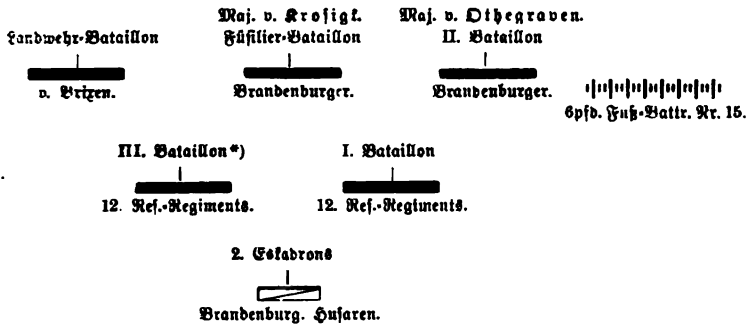 Maj. v. Krosigk. Maj. v. Othegraven.
Landwehr-Bataillon Füsilier-Bataillon II. Bataillon
v. Brixen. Brandenburger. Brandenburger.
6pfd. Fuß-Battr. Nr. 15.
III. Bataillon*) I. Bataillon
12. Res.-Regiments. 12. Res.-Regiments.
2. Eskadrons
Brandenburg. Husaren.